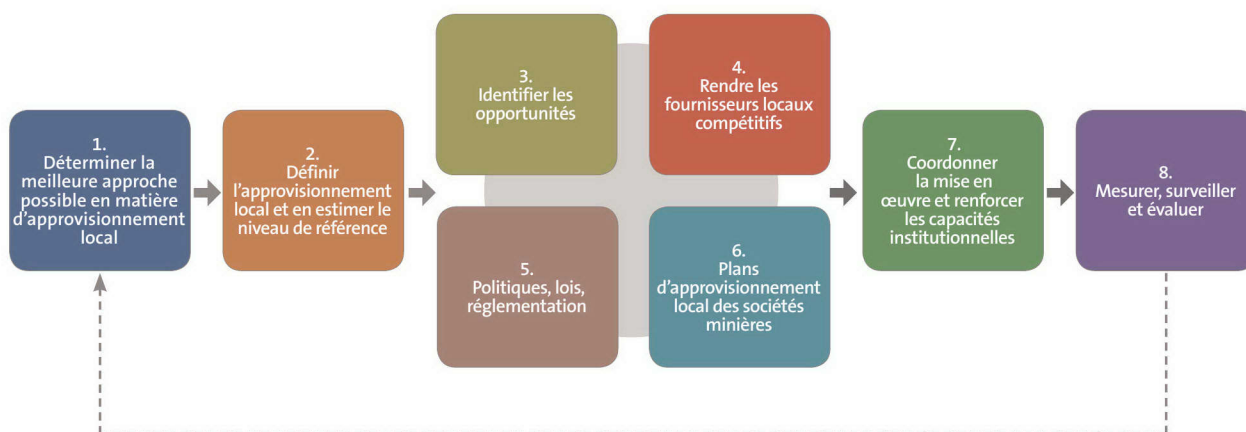 1.
Déterminer la
meilleure approche
possible en matière
d’approvisionnement
local
2.
Définir
l’approvisionnement
local et en estimer le
niveau de référence
3.
Identifier les
opportunités
4.
Rendre les
fournisseurs locaux
compétitifs
5.
Politiques, lois,
réglementation
6.
Plans
d’approvisionnement
local des sociétés
minières
7.
Coordonner
la mise en
œuvre et renforcer
les capacités
institutionnelles
8.
Mesurer, surveiller
et évaluer